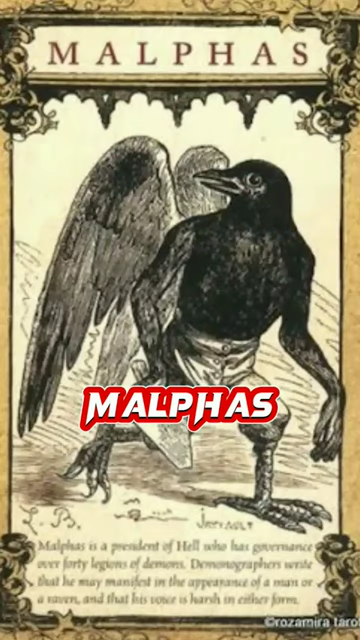 MALPHAS
MALPHAS
L. B.
Malphas is a president of Hell who has governance
over forty legions of demons. Demonographers write
that he may manifest in the appearance of a man or
a raven, and that his voice is harsh in either form.
©rozamira taro